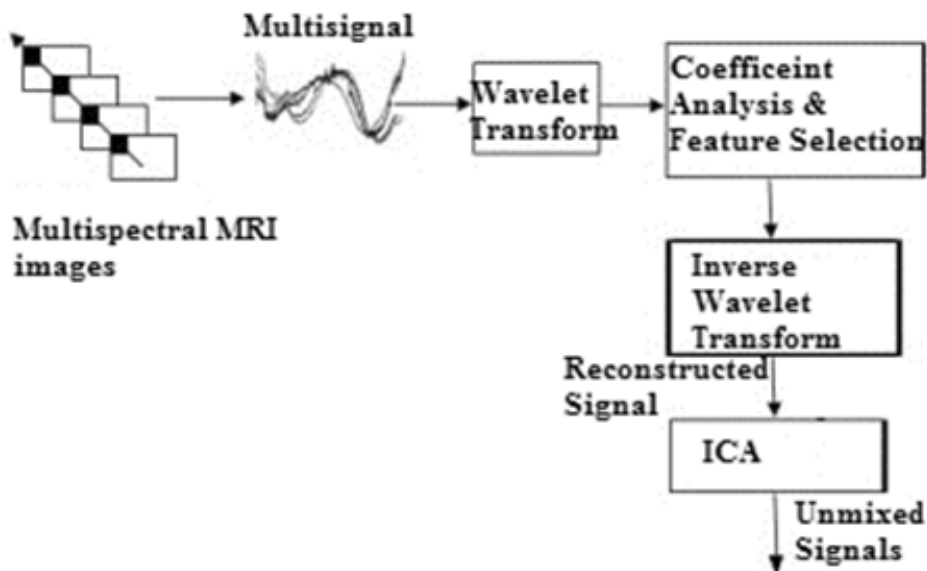 Multisignal
Multispectral MRI
images
Wavelet
Transform
Coefficeint
Analysis &
Feature Selection
Inverse
Wavelet
Transform
Reconstructed
Signal
ICA
Unmixed
Signals